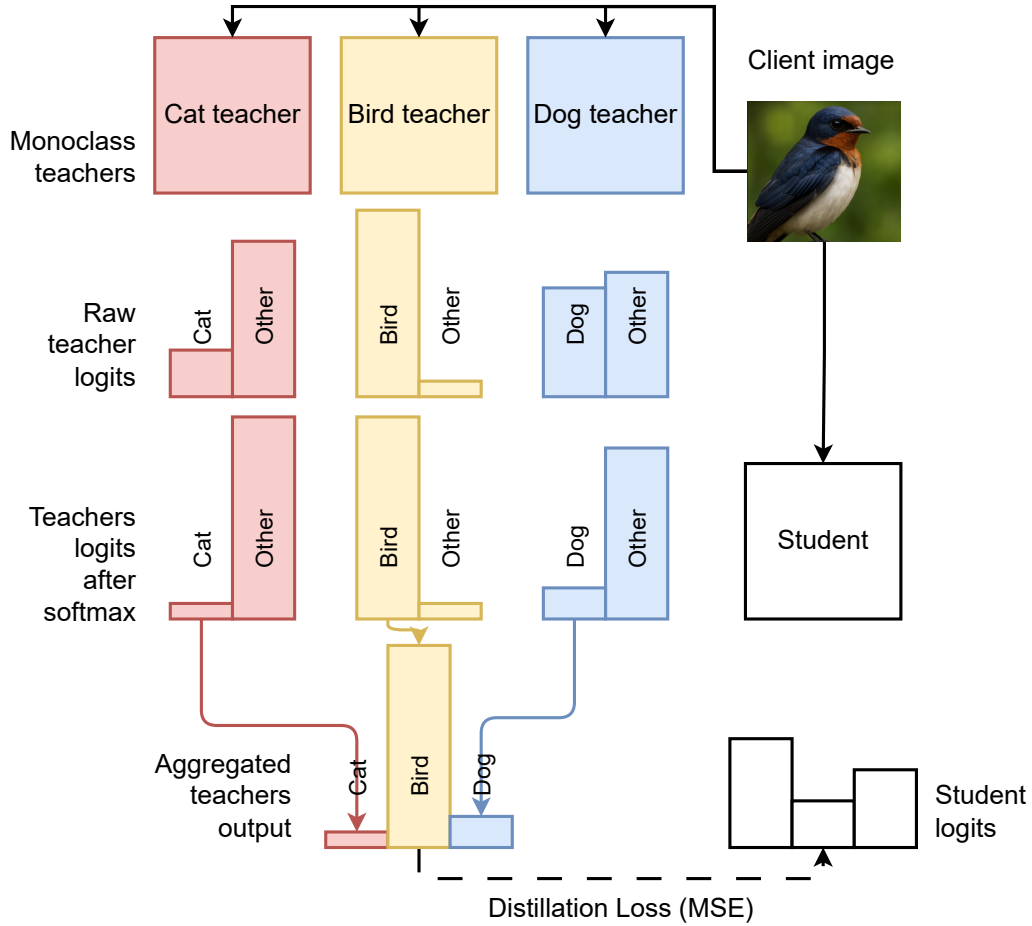 Client image
Cat teacher
Bird teacher
Dog teacher
Monoclass
teachers
Raw
teacher
logits
Cat
Other
Bird
Other
Dog
Other
Teachers
logits
after
softmax
Cat
Other
Bird
Other
Dog
Other
Student
Aggregated
teachers
output
Cat
Bird
Dog
Student
logits
Distillation Loss (MSE)